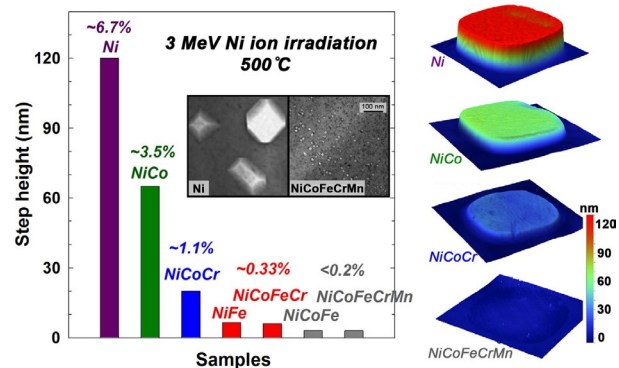 ~6.7%
Ni
3 MeV Ni ion irradiation
500°C
~3.5%
NiCo
~1.1%
NiCoCr
~0.33%
NiCoFeCr
NiFe
<0.2%
NiCoFeCrMn
NiCoFe
Step height (nm)
120
90
60
30
0
Samples
Ni
100 nm
NiCoFeCrMn
Ni
NiCo
NiCoCr
NiCoFeCrMn
nm
120
90
60
30
0